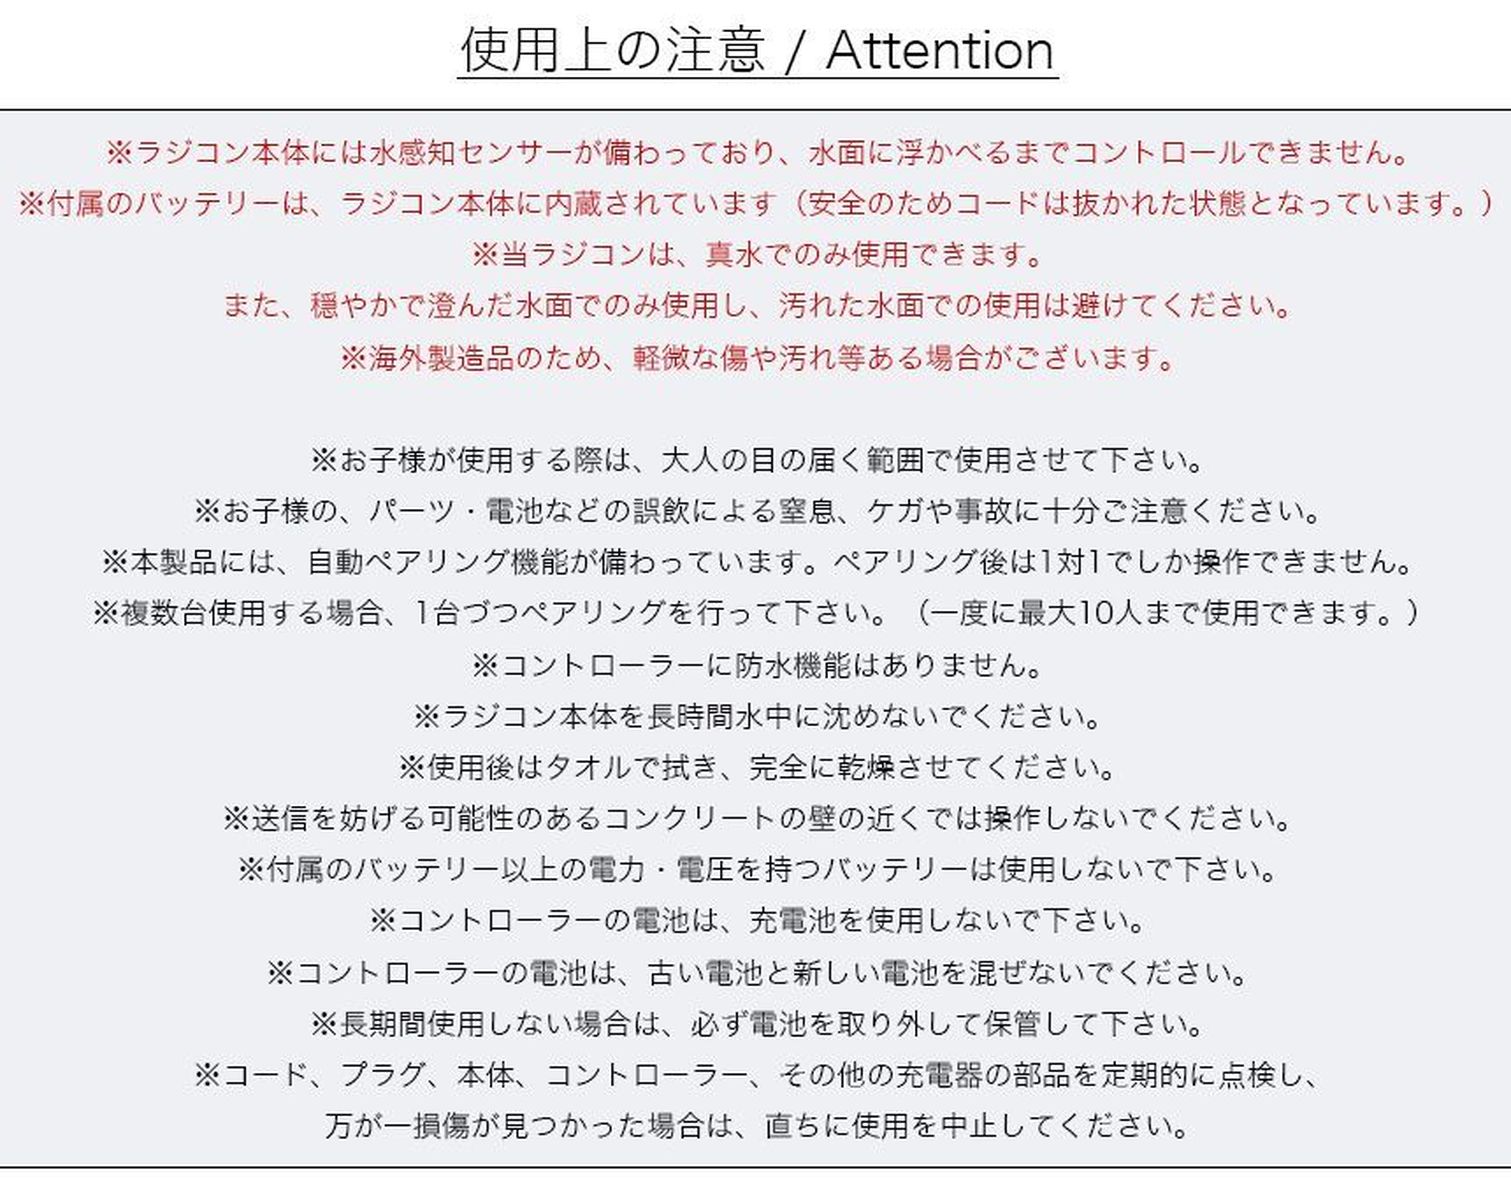 使用上の注意 / Attention
※ラジコン本体には水感知センサーが備わっており、水面に浮かべるまでコントロールできません。
※付属のバッテリーは、ラジコン本体に内蔵されています（安全のためコードは抜かれた状態となっています。）
※当ラジコンは、真水でのみ使用できます。
また、穏やかで澄んだ水面でのみ使用し、汚れた水面での使用は避けてください。
※海外製造品のため、軽微な傷や汚れ等ある場合がございます。
※お子様が使用する際は、大人の目の届く範囲で使用させて下さい。
※お子様の、パーツ・電池などの誤飲による窒息、ケガや事故に十分ご注意ください。
※本製品には、自動ペアリング機能が備わっています。ペアリング後は1対1でしか操作できません。
※複数台使用する場合、1台づつペアリングを行って下さい。（一度に最大10人まで使用できます。）
※コントローラーに防水機能はありません。
※ラジコン本体を長時間水中に沈めないでください。
※使用後はタオルで拭き、完全に乾燥させてください。
※送信を妨げる可能性のあるコンクリートの壁の近くでは操作しないでください。
※付属のバッテリー以上の電力・電圧を持つバッテリーは使用しないで下さい。
※コントローラーの電池は、充電池を使用しないで下さい。
※コントローラーの電池は、古い電池と新しい電池を混ぜないでください。
※長期間使用しない場合は、必ず電池を取り外して保管して下さい。
※コード、プラグ、本体、コントローラー、その他の充電器の部品を定期的に点検し、
万が一損傷が見つかった場合は、直ちに使用を中止してください。